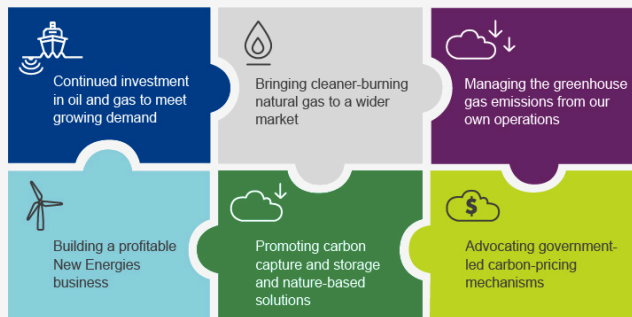 Continued investment
in oil and gas to meet
growing demand
Bringing cleaner-burning
natural gas to a wider
market
Managing the greenhouse
gas emissions from our
own operations
Building a profitable
New Energies
business
Promoting carbon
capture and storage
and nature-based
solutions
$
Advocating government-
led carbon-pricing
mechanisms